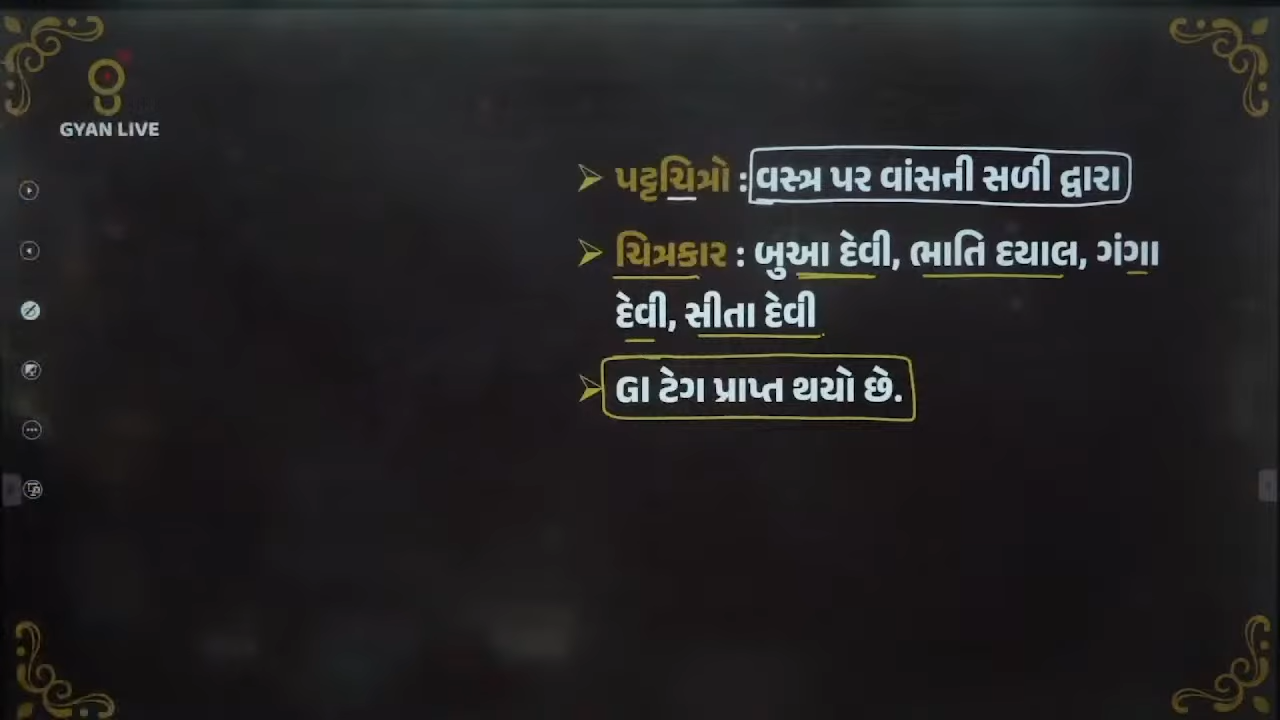 GYAN LIVE
➢ પટ્ટચિત્રો : વસ્ત્ર પર વાંસની સળી દ્વારા
➢ ચિત્રકાર : બુઆ દેવી, ભાતિ દયાલ, ગંગા
દેવી, સીતા દેવી
➢ GI ટેગ પ્રાપ્ત થયો છે.